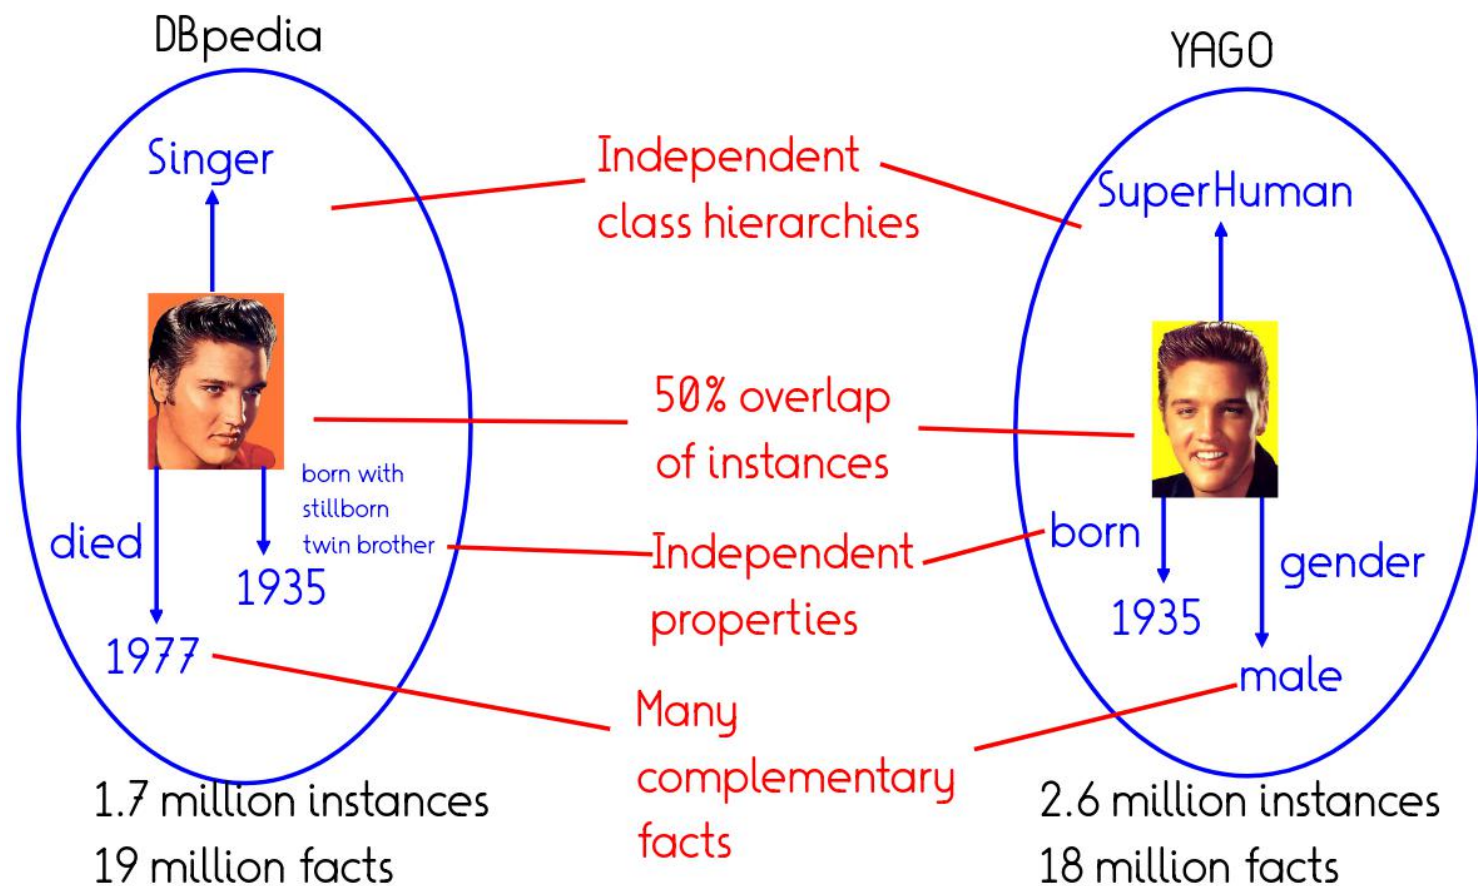 DBpedia
Singer
died
born with
stillborn
twin brother
1935
1977
1.7 million instances
19 million facts
Independent
class hierarchies
50% overlap
of instances
Independent
properties
Many
complementary
facts
YAGO
SuperHuman
born
gender
1935
male
2.6 million instances
18 million facts